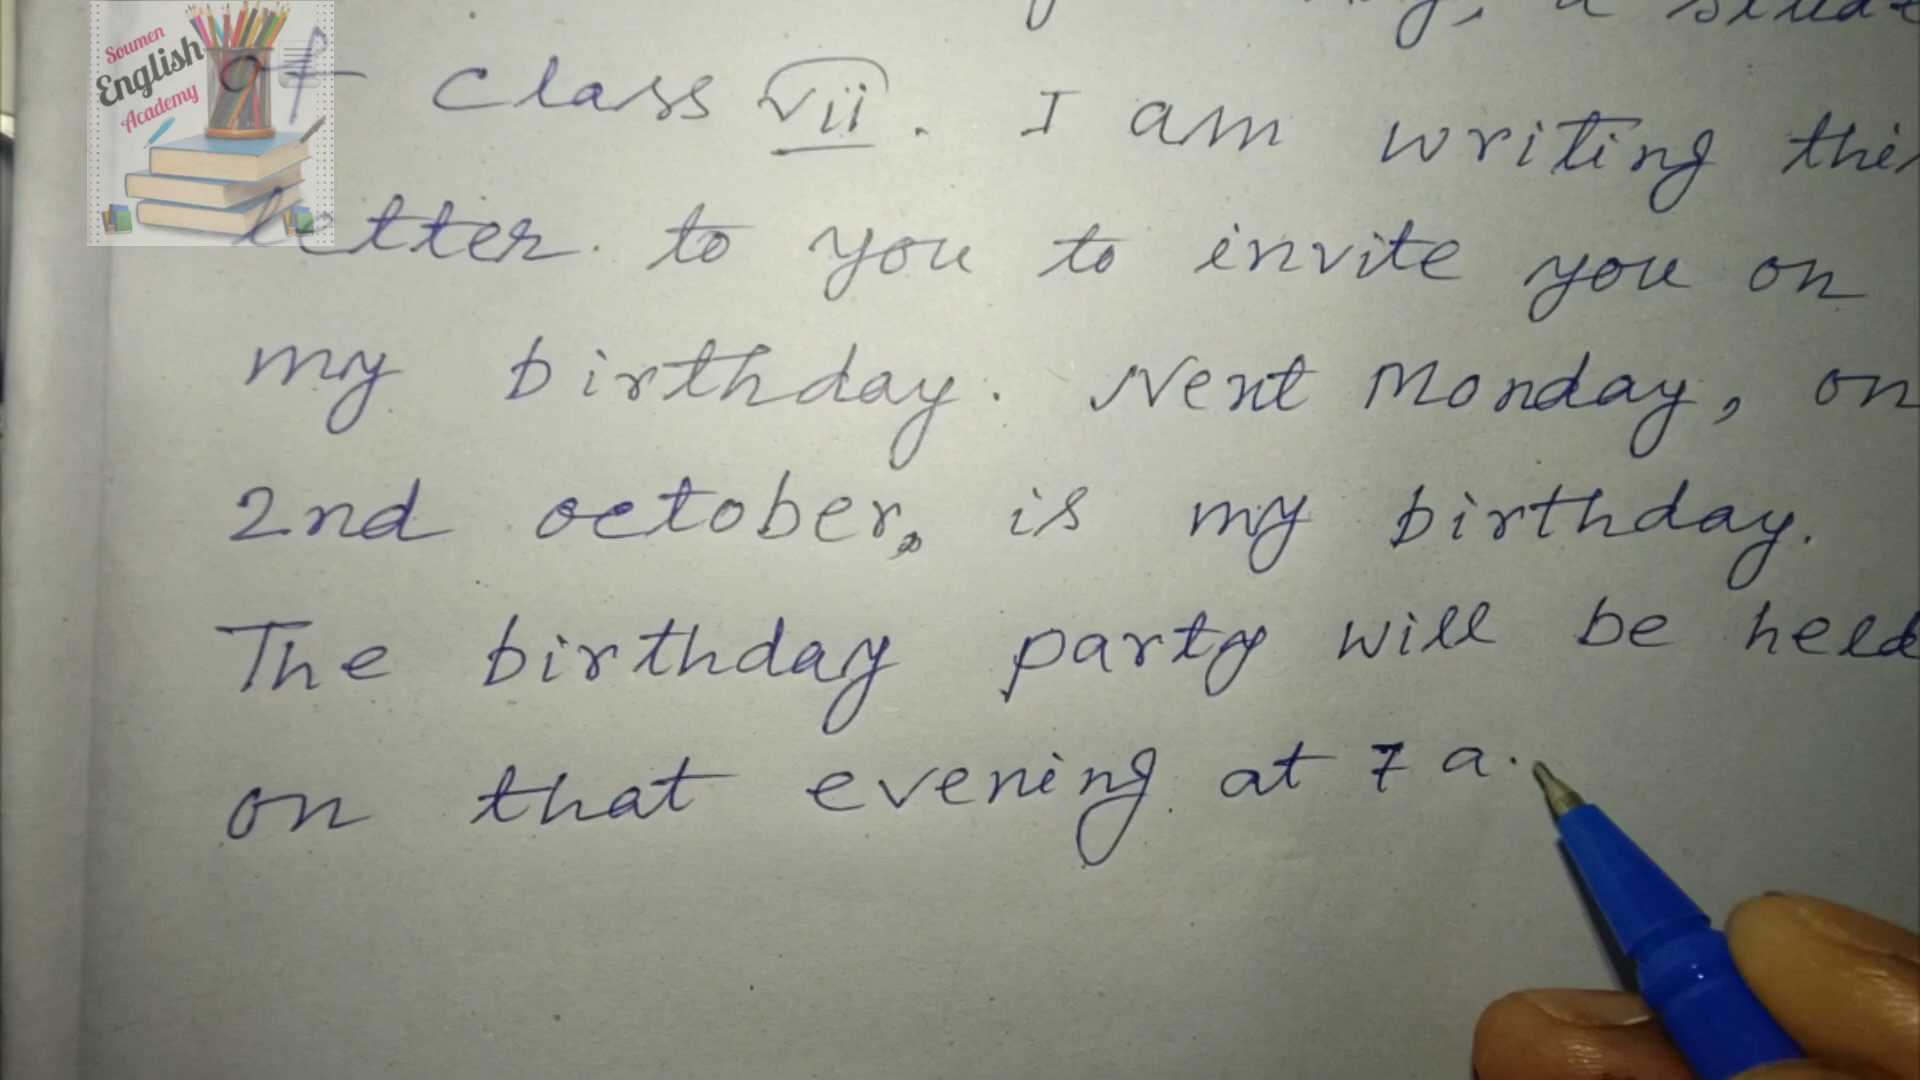 Soumen
English
Academy
of class vii. I am writing this
letter to you to invite you on
my birthday. Next Monday, on
2nd october, is my birthday.
The birthday party will be held
on that evening at 7 a.